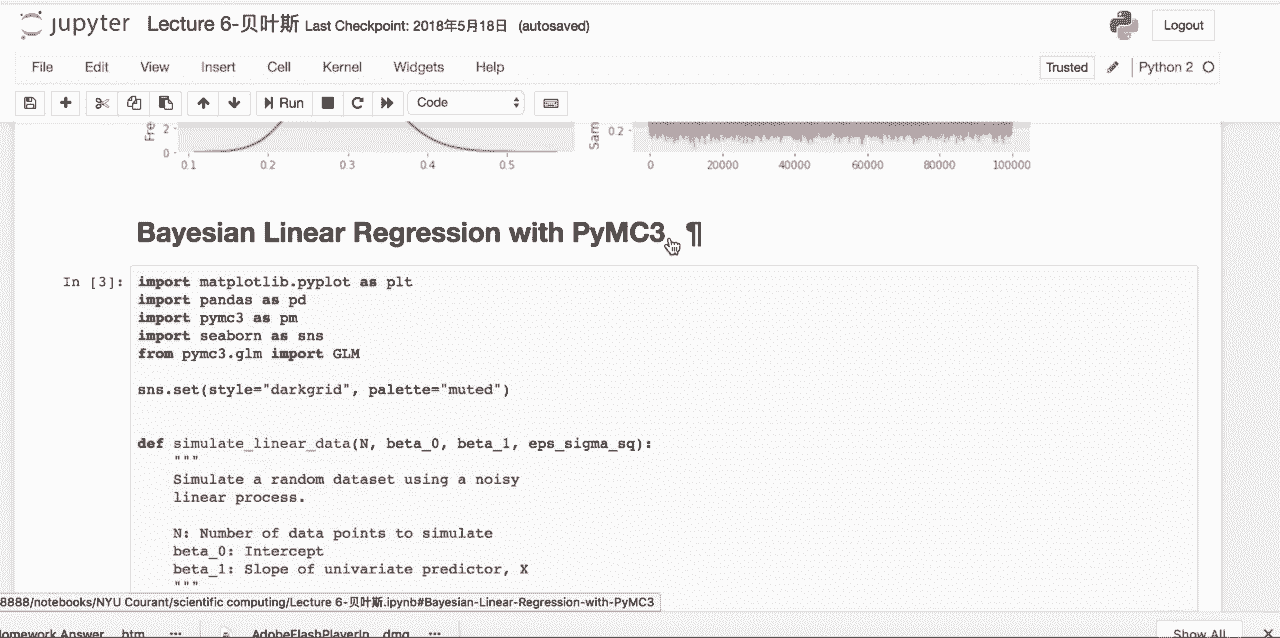 jupyter Lecture 6-贝叶斯 Last Checkpoint: 2018年5月18日 (autosaved) Logout
File Edit View Insert Cell Kernel Widgets Help Trusted Python 2
Run Code
Fre 2 0 Sam 0.2
0.1 0.2 0.3 0.4 0.5 0 20000 40000 60000 80000 100000
Bayesian Linear Regression with PyMC3 ¶
In [3]: import matplotlib.pyplot as plt
import pandas as pd
import pymc3 as pm
import seaborn as sns
from pymc3.glm import GLM
sns.set(style="darkgrid", palette="muted")
def simulate_linear_data(N, beta_0, beta_1, eps_sigma_sq):
"""
Simulate a random dataset using a noisy
linear process.
N: Number of data points to simulate
beta_0: Intercept
beta_1: Slope of univariate predictor, X
"""
8888/notebooks/NYU Courant/scientific computing/Lecture 6-贝叶斯.ipynb#Bayesian-Linear-Regression-with-PyMC3
omework Answer....htm ... AdobeFlashPlayerIn....dmg ... Show All